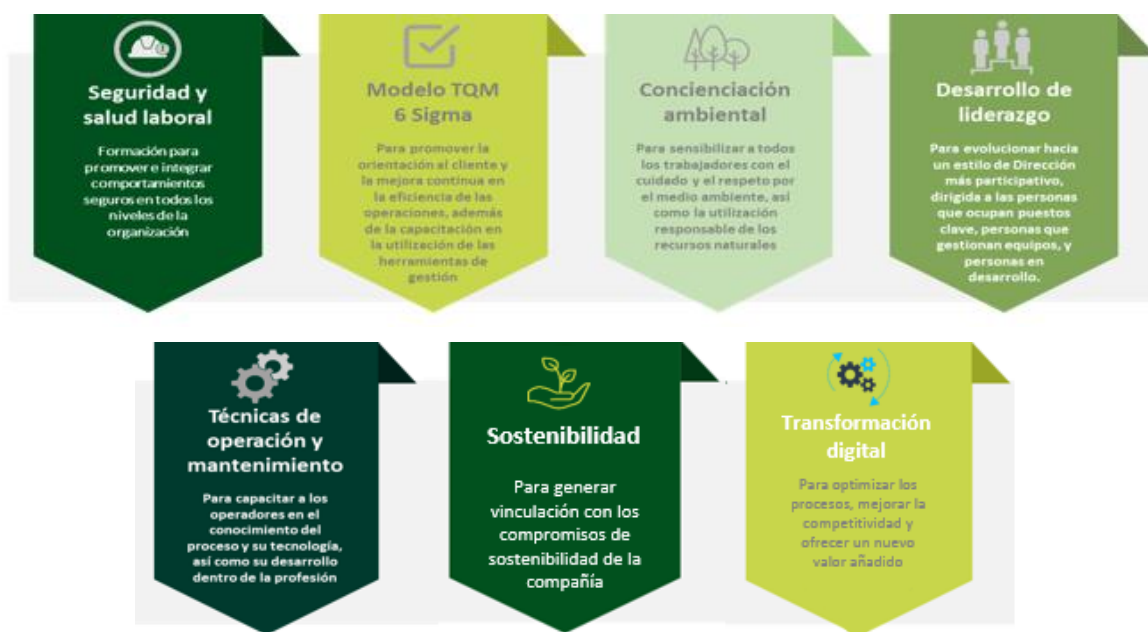 Seguridad y
salud laboral
Formación para
promover e integrar
comportamientos
seguros en todos los
niveles de la
organización
Modelo TQM
6 Sigma
Para promover la
orientación al cliente y
la mejora continua en
la eficiencia de las
operaciones, además
de la capacitación en
la utilización de las
herramientas de
gestión
Concienciación
ambiental
Para sensibilizar a todos
los trabajadores con el
cuidado y el respeto por
el medio ambiente, así
como la utilización
responsable de los
recursos naturales
Desarrollo de
liderazgo
Para evolucionar hacia
un estilo de Dirección
más participativo,
dirigida a las personas
que ocupan puestos
clave, personas que
gestionan equipos, y
personas en
desarrollo.
Técnicas de
operación y
mantenimiento
Para capacitar a los
operadores en el
conocimiento del
proceso y su tecnología,
así como su desarrollo
dentro de la profesión
Sostenibilidad
Para generar
vinculación con los
compromisos de
sostenibilidad de la
compañía
Transformación
digital
Para optimizar los
procesos, mejorar la
competitividad y
ofrecer un nuevo
valor añadido